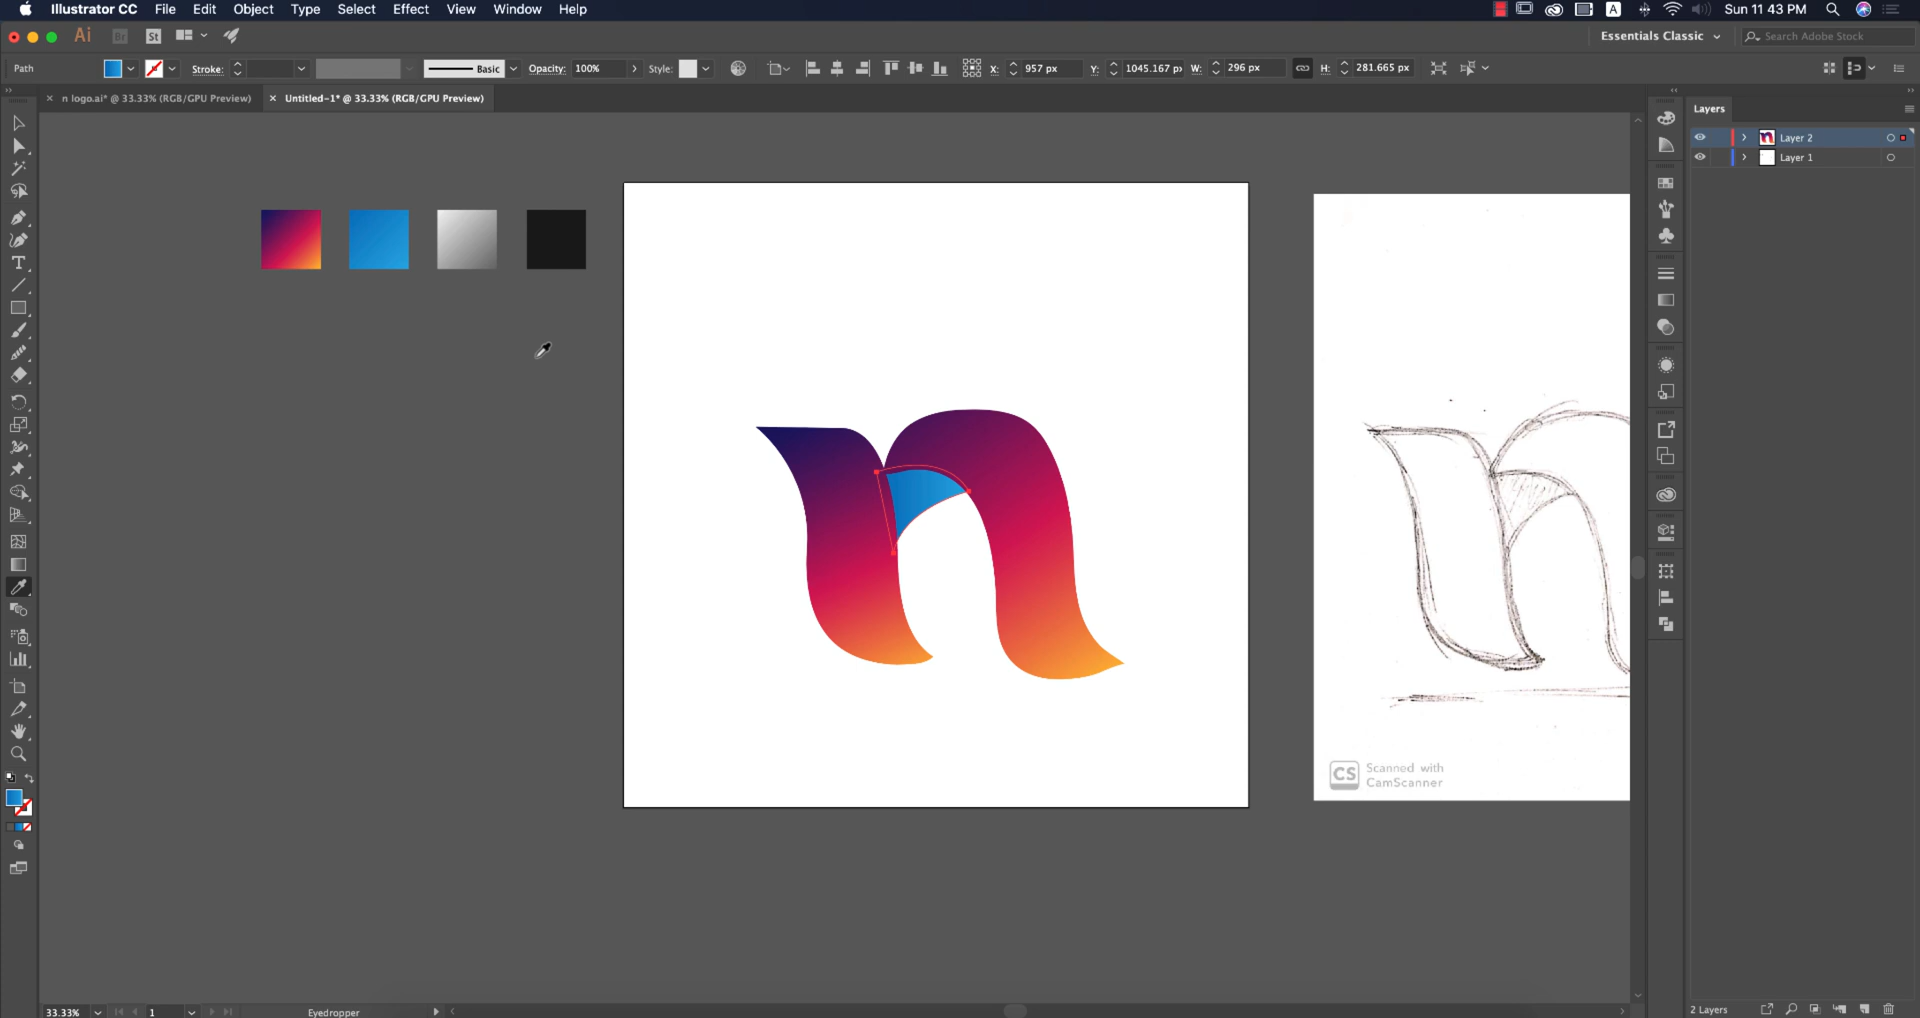 Illustrator CC File Edit Object Type Select Effect View Window Help
A Sun 11 43 PM
Ai Br St Essentials Classic Search Adobe Stock
Path Stroke: Basic Opacity: 100% Style: X: 957 px Y: 1045.167 px W: 296 px H: 281.665 px
n logo.ai* @ 33.33% (RGB/GPU Preview) Untitled-1* @ 33.33% (RGB/GPU Preview)
Layers
Layer 2
Layer 1
T
n
CS Scanned with
CamScanner
33.33% 1 Eyedropper
2 Layers